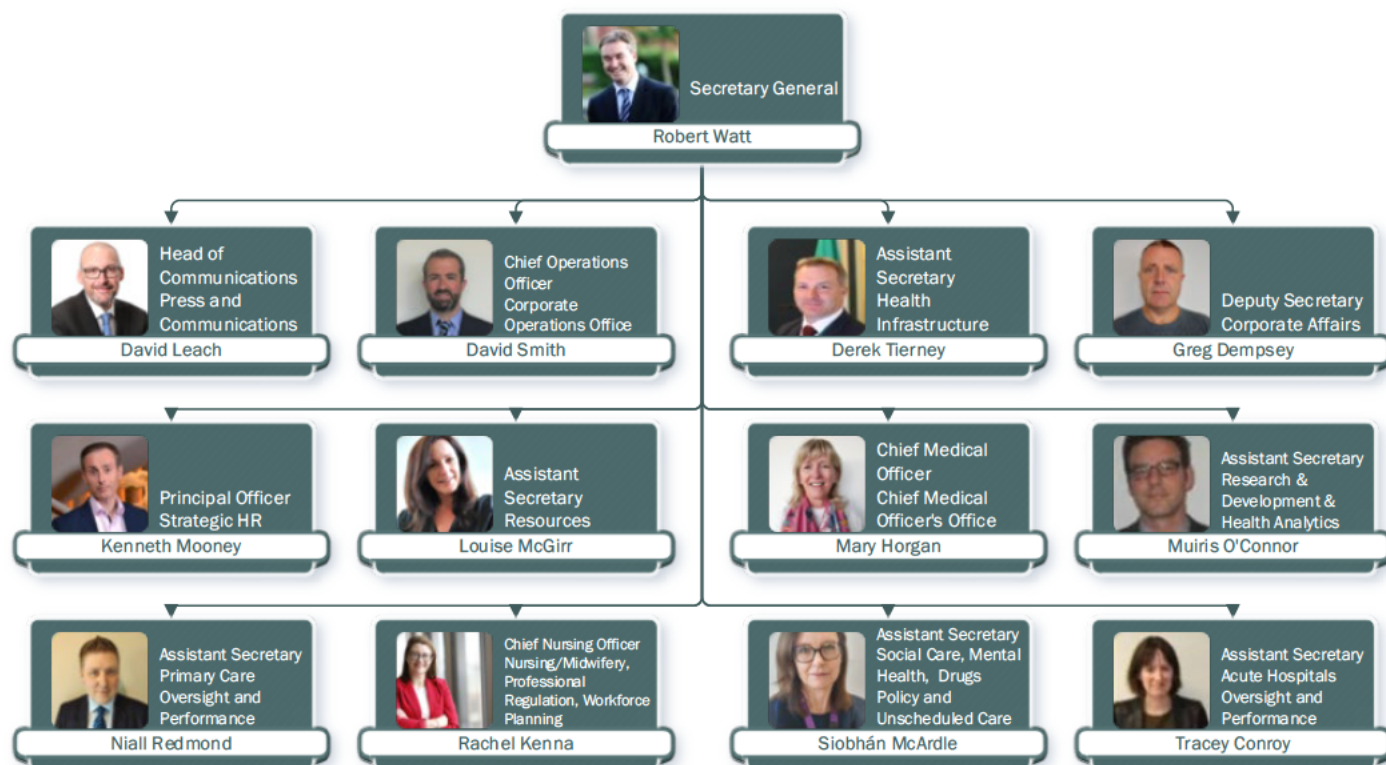 Secretary General
Robert Watt
Head of
Communications
Press and
Communications
David Leach
Chief Operations
Officer
Corporate
Operations Office
David Smith
Assistant
Secretary
Health
Infrastructure
Derek Tierney
Deputy Secretary
Corporate Affairs
Greg Dempsey
Principal Officer
Strategic HR
Kenneth Mooney
Assistant
Secretary
Resources
Louise McGirr
Chief Medical
Officer
Chief Medical
Officer's Office
Mary Horgan
Assistant Secretary
Research &
Development &
Health Analytics
Muiris O'Connor
Assistant Secretary
Primary Care
Oversight and
Performance
Niall Redmond
Chief Nursing Officer
Nursing/Midwifery,
Professional
Regulation, Workforce
Planning
Rachel Kenna
Assistant Secretary
Social Care, Mental
Health, Drugs
Policy and
Unscheduled Care
Siobhán McArdle
Assistant Secretary
Acute Hospitals
Oversight and
Performance
Tracey Conroy